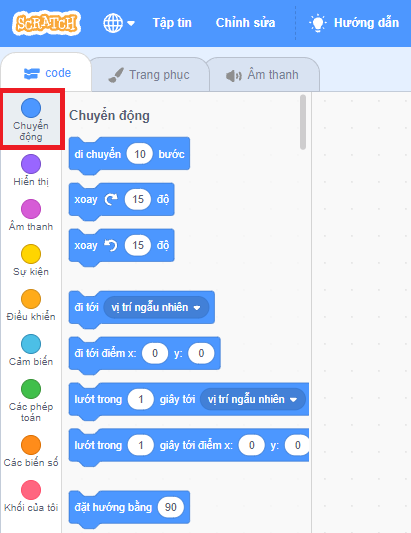 SCRATCH Tập tin Chỉnh sửa Hướng dẫn
code Trang phục Âm thanh
Chuyển động
Hiển thị
Âm thanh
Sự kiện
Điều khiển
Cảm biến
Các phép toán
Các biến số
Khối của tôi
Chuyển động
di chuyển 10 bước
xoay 15 độ
xoay 15 độ
đi tới vị trí ngẫu nhiên
đi tới điểm x: 0 y: 0
lướt trong 1 giây tới vị trí ngẫu nhiên
lướt trong 1 giây tới điểm x: 0 y: 0
đặt hướng bằng 90